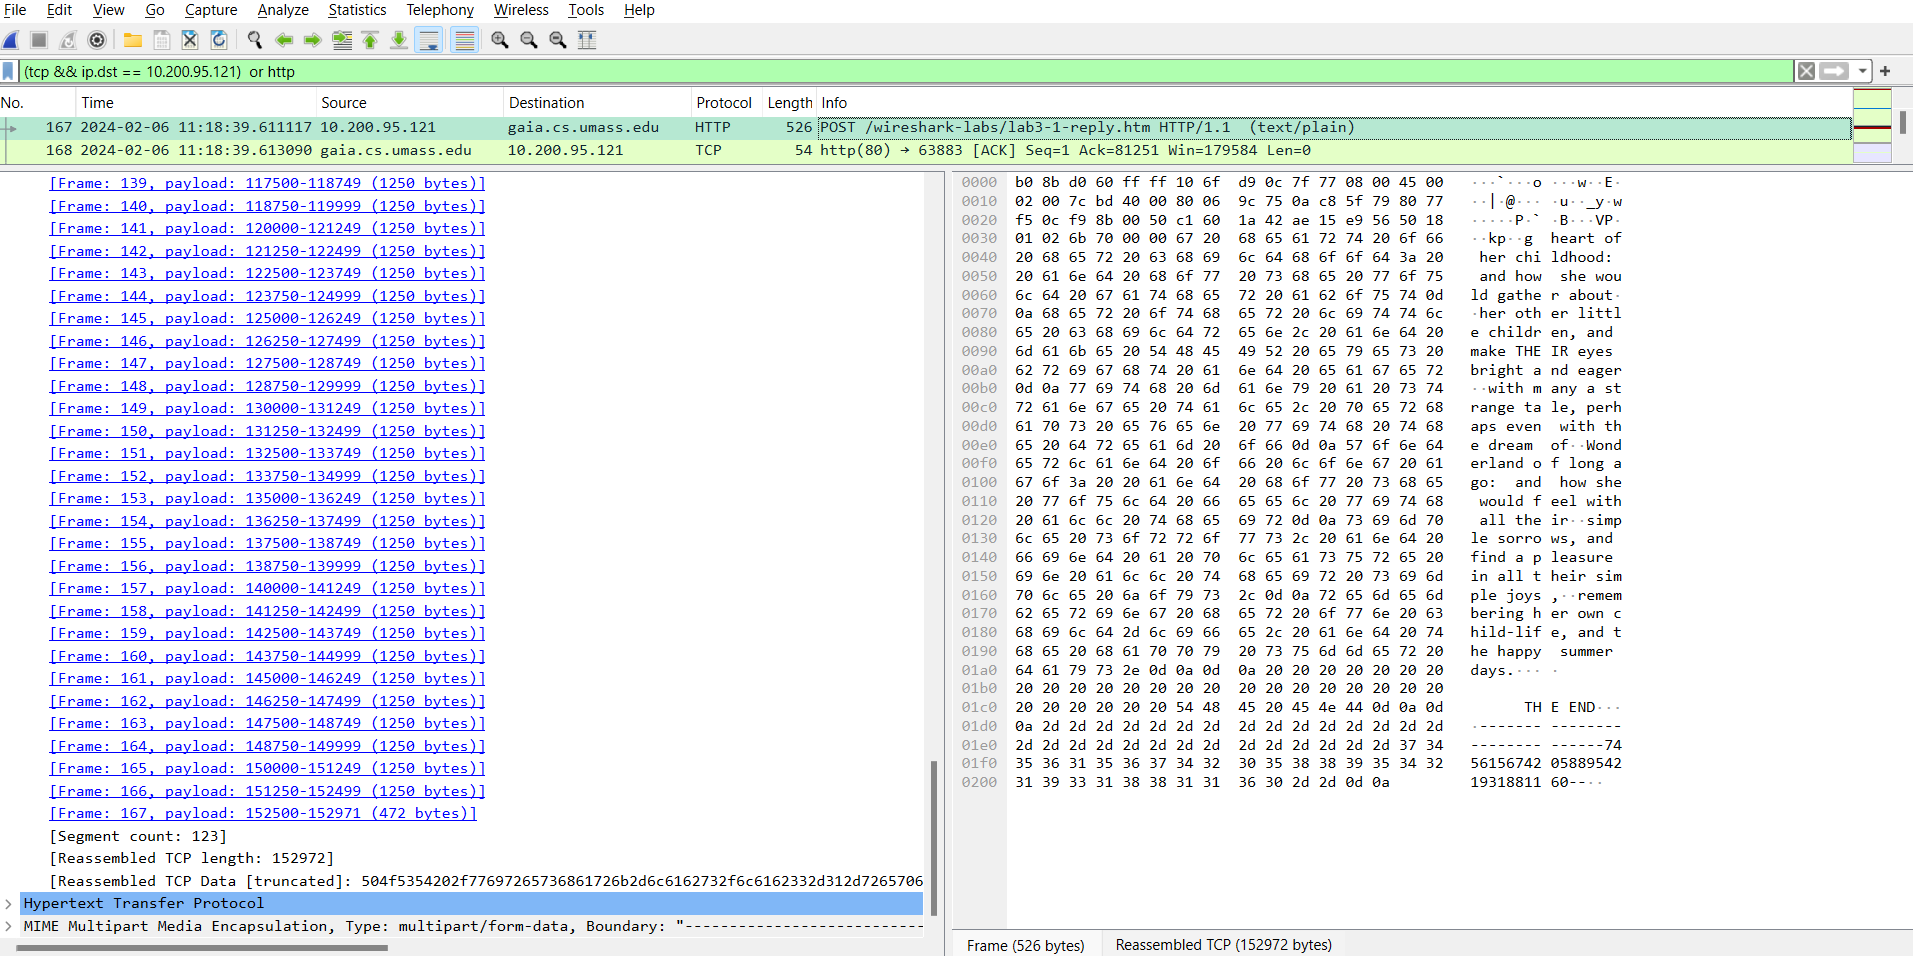 File Edit View Go Capture Analyze Statistics Telephony Wireless Tools Help
(tcp && ip.dst == 10.200.95.121) or http
No. Time Source Destination Protocol Length Info
167 2024-02-06 11:18:39.611117 10.200.95.121 gaia.cs.umass.edu HTTP 526 POST /wireshark-labs/lab3-1-reply.htm HTTP/1.1 (text/plain)
168 2024-02-06 11:18:39.613090 gaia.cs.umass.edu 10.200.95.121 TCP 54 http(80) → 63883 [ACK] Seq=1 Ack=81251 Win=179584 Len=0
[Frame: 139, payload: 117500-118749 (1250 bytes)]
[Frame: 140, payload: 118750-119999 (1250 bytes)]
[Frame: 141, payload: 120000-121249 (1250 bytes)]
[Frame: 142, payload: 121250-122499 (1250 bytes)]
[Frame: 143, payload: 122500-123749 (1250 bytes)]
[Frame: 144, payload: 123750-124999 (1250 bytes)]
[Frame: 145, payload: 125000-126249 (1250 bytes)]
[Frame: 146, payload: 126250-127499 (1250 bytes)]
[Frame: 147, payload: 127500-128749 (1250 bytes)]
[Frame: 148, payload: 128750-129999 (1250 bytes)]
[Frame: 149, payload: 130000-131249 (1250 bytes)]
[Frame: 150, payload: 131250-132499 (1250 bytes)]
[Frame: 151, payload: 132500-133749 (1250 bytes)]
[Frame: 152, payload: 133750-134999 (1250 bytes)]
[Frame: 153, payload: 135000-136249 (1250 bytes)]
[Frame: 154, payload: 136250-137499 (1250 bytes)]
[Frame: 155, payload: 137500-138749 (1250 bytes)]
[Frame: 156, payload: 138750-139999 (1250 bytes)]
[Frame: 157, payload: 140000-141249 (1250 bytes)]
[Frame: 158, payload: 141250-142499 (1250 bytes)]
[Frame: 159, payload: 142500-143749 (1250 bytes)]
[Frame: 160, payload: 143750-144999 (1250 bytes)]
[Frame: 161, payload: 145000-146249 (1250 bytes)]
[Frame: 162, payload: 146250-147499 (1250 bytes)]
[Frame: 163, payload: 147500-148749 (1250 bytes)]
[Frame: 164, payload: 148750-149999 (1250 bytes)]
[Frame: 165, payload: 150000-151249 (1250 bytes)]
[Frame: 166, payload: 151250-152499 (1250 bytes)]
[Frame: 167, payload: 152500-152971 (472 bytes)]
[Segment count: 123]
[Reassembled TCP length: 152972]
[Reassembled TCP Data [truncated]: 504f5354202f77697265736861726b2d6c6162732f6c6162332d312d7265706
Hypertext Transfer Protocol
MIME Multipart Media Encapsulation, Type: multipart/form-data, Boundary: "---------------------------
0000 b0 8b d0 60 ff ff 10 6f d9 0c 7f 77 08 00 45 00 ···`···o ···w··E·
0010 02 00 7c bd 40 00 80 06 9c 75 0a c8 5f 79 80 77 ··|·@··· ·u··_y·w
0020 f5 0c f9 8b 00 50 c1 60 1a 42 ae 15 e9 56 50 18 ·····P·` ·B···VP·
0030 01 02 6b 70 00 00 67 20 68 65 61 72 74 20 6f 66 ··kp··g heart of
0040 20 68 65 72 20 63 68 69 6c 64 68 6f 6f 64 3a 20 her chi ldhood:
0050 20 61 6e 64 20 68 6f 77 20 73 68 65 20 77 6f 75 and how she wou
0060 6c 64 20 67 61 74 68 65 72 20 61 62 6f 75 74 0d ld gathe r about·
0070 0a 68 65 72 20 6f 74 68 65 72 20 6c 69 74 74 6c ·her oth er littl
0080 65 20 63 68 69 6c 64 72 65 6e 2c 20 61 6e 64 20 e childr en, and
0090 6d 61 6b 65 20 54 48 45 49 52 20 65 79 65 73 20 make THE IR eyes
00a0 62 72 69 67 68 74 20 61 6e 64 20 65 61 67 65 72 bright a nd eager
00b0 0d 0a 77 69 74 68 20 6d 61 6e 79 20 61 20 73 74 ··with m any a st
00c0 72 61 6e 67 65 20 74 61 6c 65 2c 20 70 65 72 68 range ta le, perh
00d0 61 70 73 20 65 76 65 6e 20 77 69 74 68 20 74 68 aps even with th
00e0 65 20 64 72 65 61 6d 20 6f 66 0d 0a 57 6f 6e 64 e dream of··Wond
00f0 65 72 6c 61 6e 64 20 6f 66 20 6c 6f 6e 67 20 61 erland o f long a
0100 67 6f 3a 20 20 61 6e 64 20 68 6f 77 20 73 68 65 go: and how she
0110 20 77 6f 75 6c 64 20 66 65 65 6c 20 77 69 74 68 would f eel with
0120 20 61 6c 6c 20 74 68 65 69 72 0d 0a 73 69 6d 70 all the ir··simp
0130 6c 65 20 73 6f 72 72 6f 77 73 2c 20 61 6e 64 20 le sorro ws, and
0140 66 69 6e 64 20 61 20 70 6c 65 61 73 75 72 65 20 find a p leasure
0150 69 6e 20 61 6c 6c 20 74 68 65 69 72 20 73 69 6d in all t heir sim
0160 70 6c 65 20 6a 6f 79 73 2c 0d 0a 72 65 6d 65 6d ple joys ,··remem
0170 62 65 72 69 6e 67 20 68 65 72 20 6f 77 6e 20 63 bering h er own c
0180 68 69 6c 64 2d 6c 69 66 65 2c 20 61 6e 64 20 74 hild-lif e, and t
0190 68 65 20 68 61 70 70 79 20 73 75 6d 6d 65 72 20 he happy summer
01a0 64 61 79 73 2e 0d 0a 0d 0a 20 20 20 20 20 20 20 days.··· ·
01b0 20 20 20 20 20 20 20 20 20 20 20 20 20 20 20 20
01c0 20 20 20 20 20 20 54 48 45 20 45 4e 44 0d 0a 0d TH E END···
01d0 0a 2d 2d 2d 2d 2d 2d 2d 2d 2d 2d 2d 2d 2d 2d 2d ·------- --------
01e0 2d 2d 2d 2d 2d 2d 2d 2d 2d 2d 2d 2d 2d 2d 37 34 -------- ------74
01f0 35 36 31 35 36 37 34 32 30 35 38 38 39 35 34 32 56156742 05889542
0200 31 39 33 31 38 38 31 31 36 30 2d 2d 0d 0a 19318811 60--··
Frame (526 bytes) Reassembled TCP (152972 bytes)